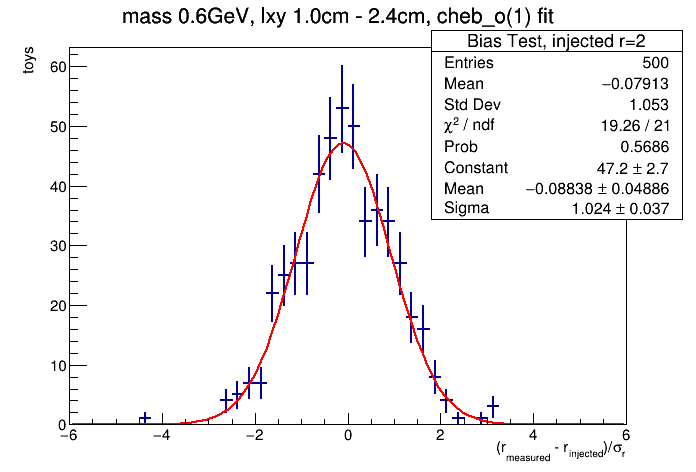 mass 0.6GeV, lxy 1.0cm - 2.4cm, cheb_o(1) fit
Bias Test, injected r=2
Entries 500
Mean −0.07913
Std Dev 1.053
χ² / ndf 19.26 / 21
Prob 0.5686
Constant 47.2 ± 2.7
Mean −0.08838 ± 0.04886
Sigma 1.024 ± 0.037
toys
60
50
40
30
20
10
0
−6 −4 −2 0 2 4 6
(r_measured - r_injected)/σ_r